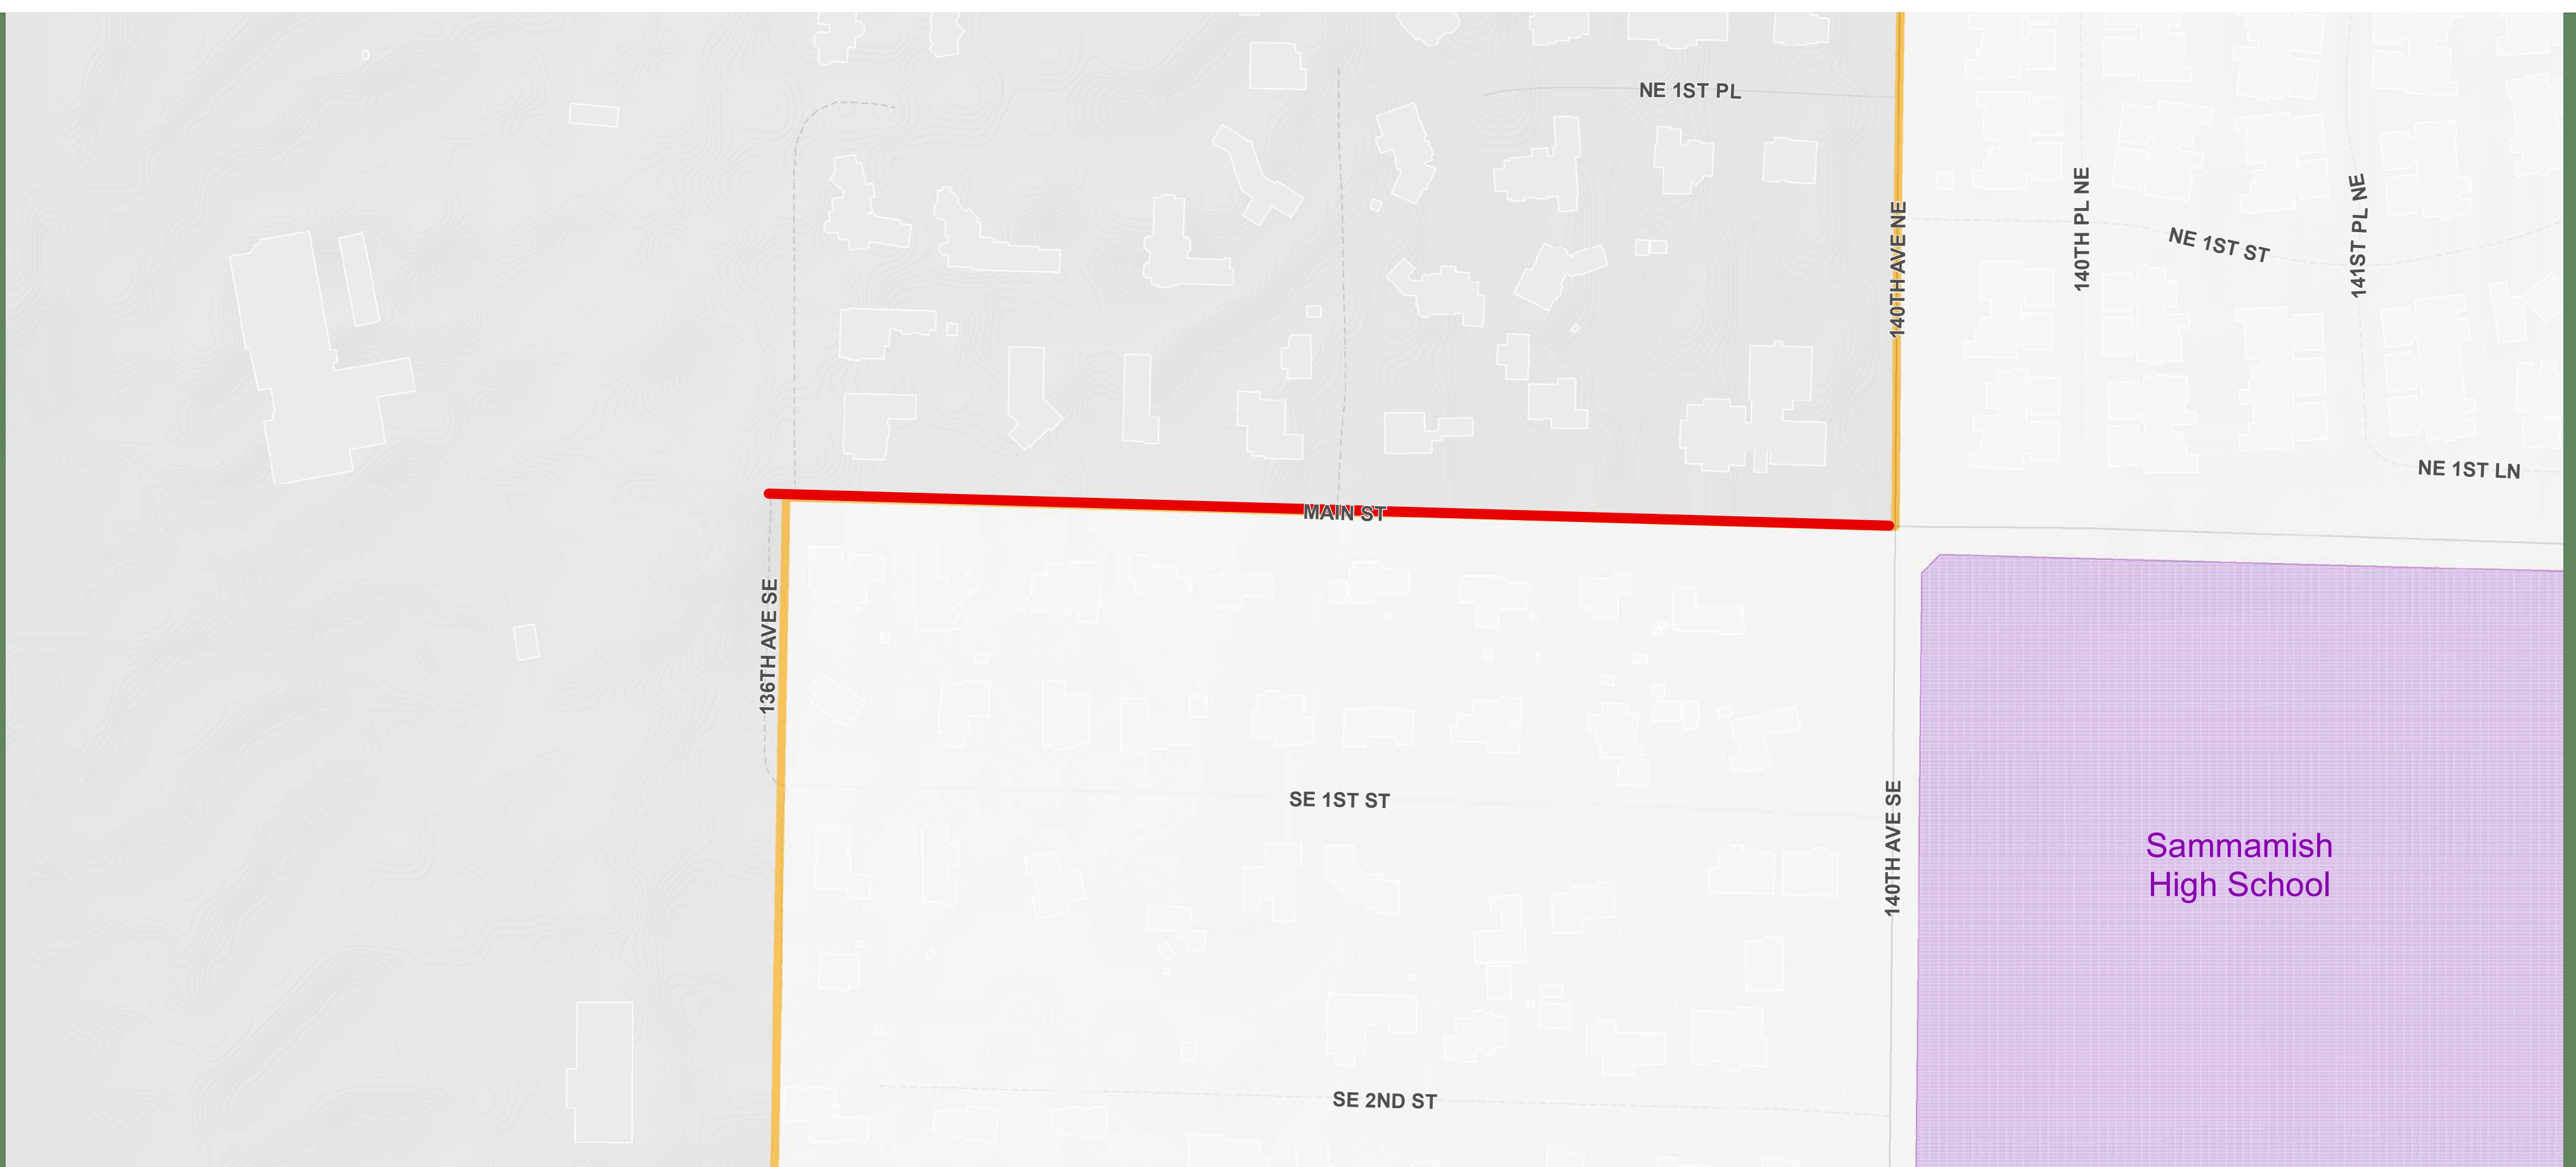 NE 1ST PL
140TH AVE NE
140TH PL NE
NE 1ST ST
141ST PL NE
NE 1ST LN
MAIN ST
136TH AVE SE
SE 1ST ST
140TH AVE SE
Sammamish
High School
SE 2ND ST